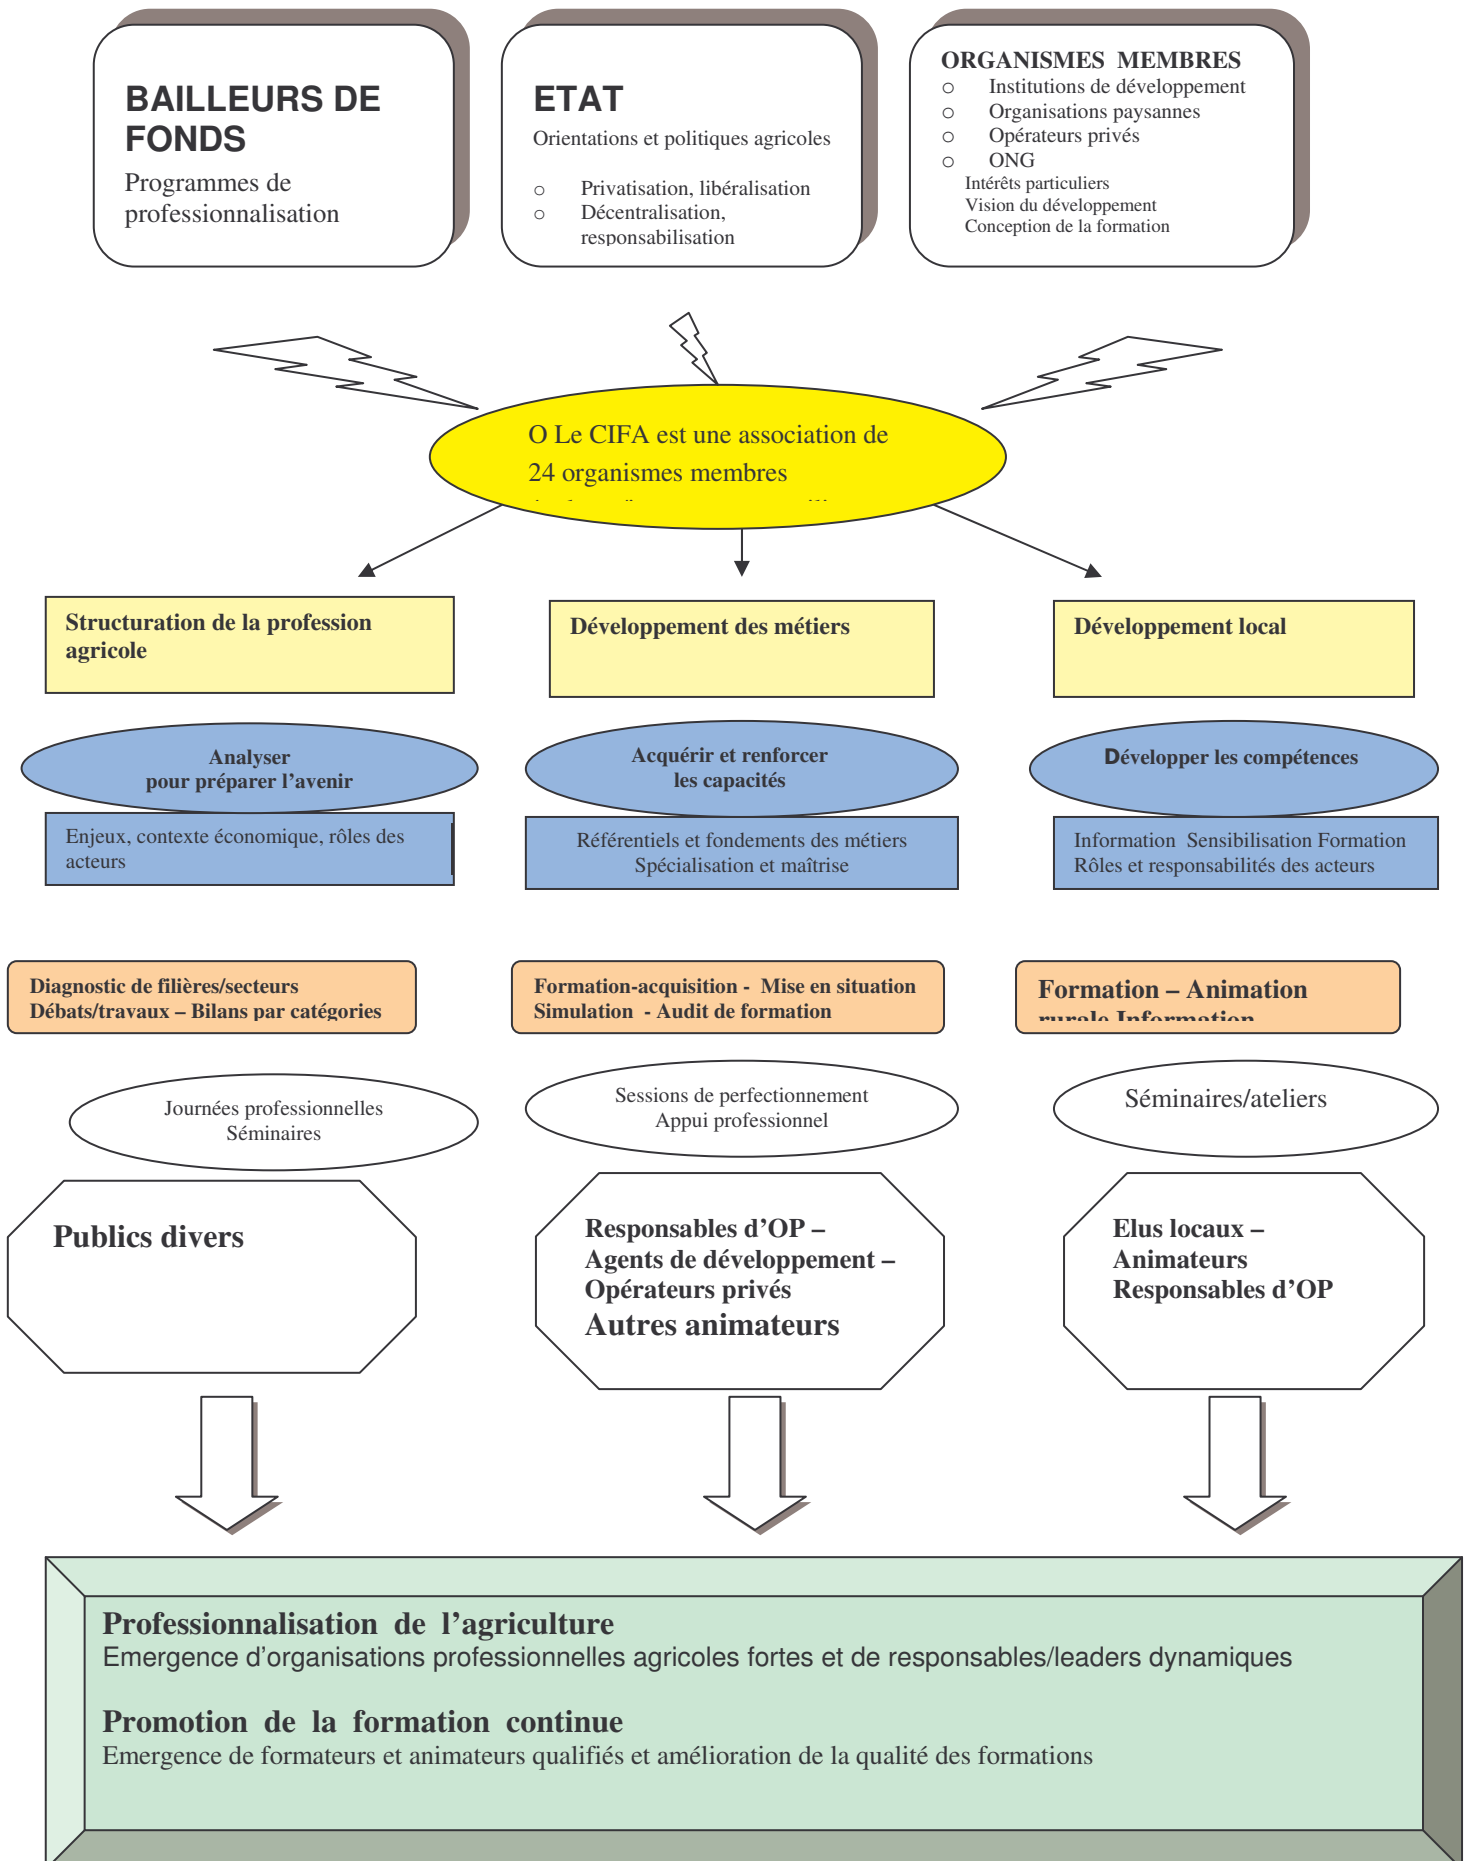 BAILLEURS DE
FONDS
Programmes de
professionnalisation
ETAT
Orientations et politiques agricoles
o Privatisation, libéralisation
o Décentralisation,
responsabilisation
ORGANISMES MEMBRES
o Institutions de développement
o Organisations paysannes
o Opérateurs privés
o ONG
Intérêts particuliers
Vision du développement
Conception de la formation
O Le CIFA est une association de
24 organismes membres
Structuration de la profession
agricole
Développement des métiers
Développement local
Analyser
pour préparer l’avenir
Acquérir et renforcer
les capacités
Développer les compétences
Enjeux, contexte économique, rôles des
acteurs
Référentiels et fondements des métiers
Spécialisation et maîtrise
Information Sensibilisation Formation
Rôles et responsabilités des acteurs
Diagnostic de filières/secteurs
Débats/travaux – Bilans par catégories
Formation-acquisition - Mise en situation
Simulation - Audit de formation
Formation – Animation
rurale Information
Journées professionnelles
Séminaires
Sessions de perfectionnement
Appui professionnel
Séminaires/ateliers
Publics divers
Responsables d’OP –
Agents de développement –
Opérateurs privés
Autres animateurs
Elus locaux –
Animateurs
Responsables d’OP
Professionnalisation de l’agriculture
Emergence d’organisations professionnelles agricoles fortes et de responsables/leaders dynamiques
Promotion de la formation continue
Emergence de formateurs et animateurs qualifiés et amélioration de la qualité des formations